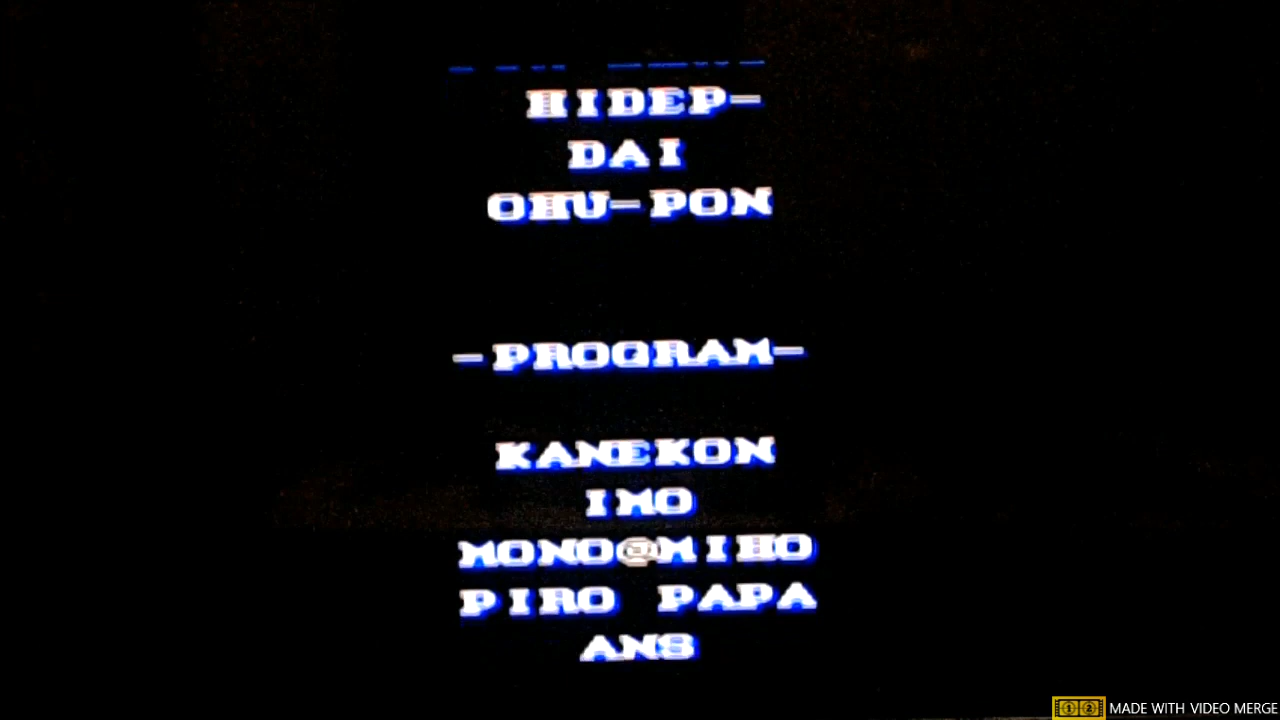 HIDEP-
DAI
OHU-PON
-PROGRAM-
KANEKON
IMO
MONO@MIHO
PIRO PAPA
ANS
MADE WITH VIDEO MERGE